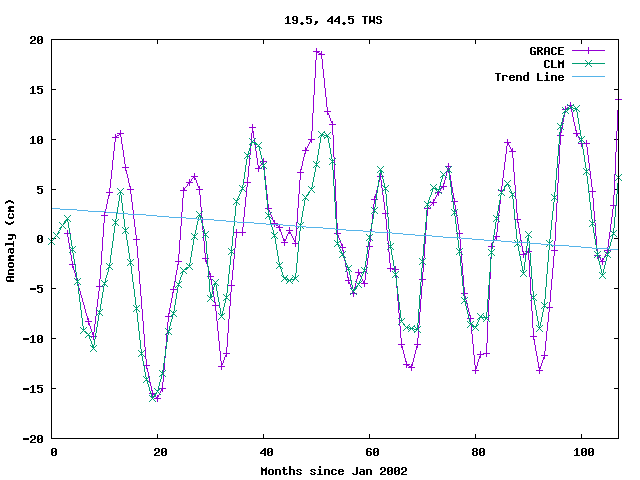 19.5, 44.5 TWS
GRACE
CLM
Trend Line
20
15
10
5
0
-5
-10
-15
-20
Anomaly (cm)
0 20 40 60 80 100
Months since Jan 2002